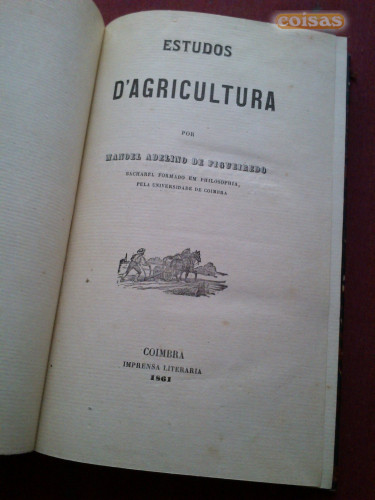 coisas
ESTUDOS
D'AGRICULTURA
POR
MANOEL ADELINO DE FIGUEIREDO
BACHAREL FORMADO EM PHILOSOPHIA,
PELA UNIVERSIDADE DE COIMBRA
COIMBRA
IMPRENSA LITERARIA
1861